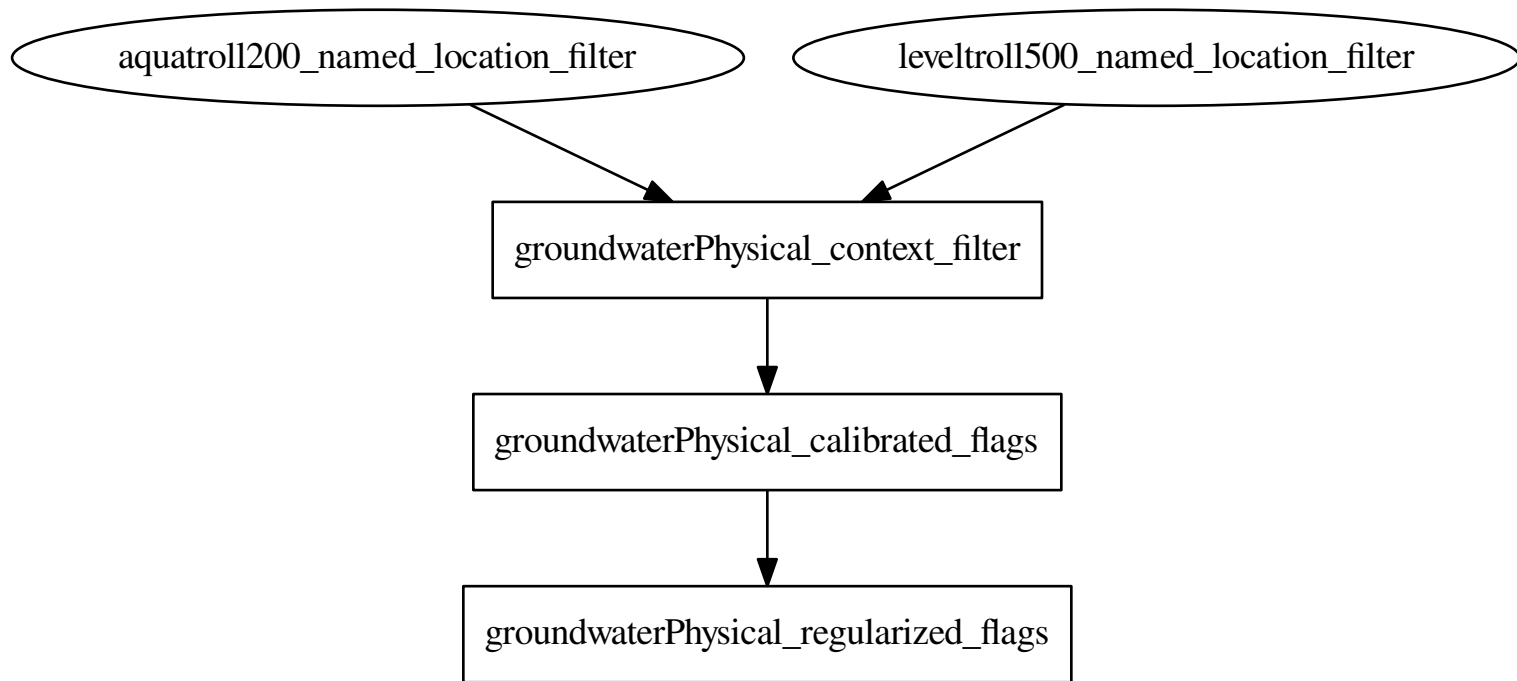 aquatroll200_named_location_filter
leveltroll500_named_location_filter
groundwaterPhysical_context_filter
groundwaterPhysical_calibrated_flags
groundwaterPhysical_regularized_flags